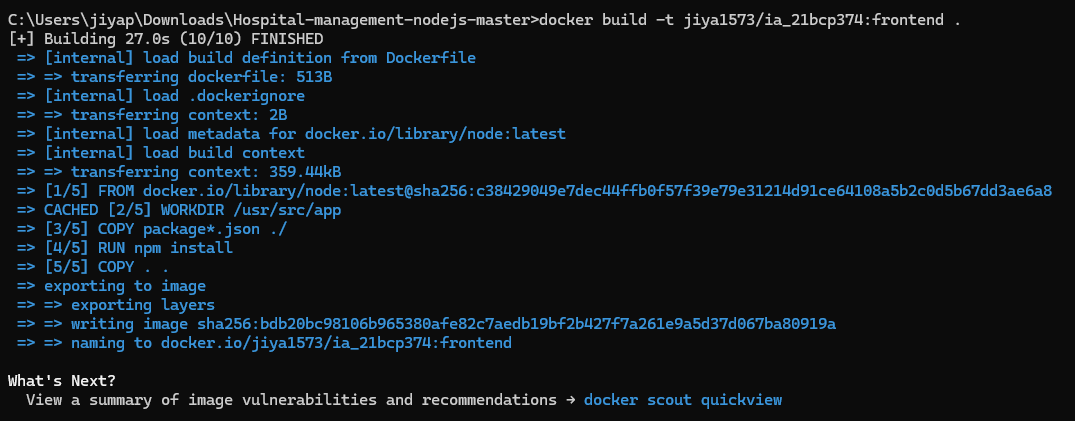 C:\Users\jiyap\Downloads\Hospital-management-nodejs-master>docker build -t jiya1573/ia_21bcp374:frontend .
[+] Building 27.0s (10/10) FINISHED
=> [internal] load build definition from Dockerfile
=> => transferring dockerfile: 513B
=> [internal] load .dockerignore
=> => transferring context: 2B
=> [internal] load metadata for docker.io/library/node:latest
=> [internal] load build context
=> => transferring context: 359.44kB
=> [1/5] FROM docker.io/library/node:latest@sha256:c38429049e7dec44ffb0f57f39e79e31214d91ce64108a5b2c0d5b67dd3ae6a8
=> CACHED [2/5] WORKDIR /usr/src/app
=> [3/5] COPY package*.json ./
=> [4/5] RUN npm install
=> [5/5] COPY . .
=> exporting to image
=> => exporting layers
=> => writing image sha256:bdb20bc98106b965380afe82c7aedb19bf2b427f7a261e9a5d37d067ba80919a
=> => naming to docker.io/jiya1573/ia_21bcp374:frontend
What's Next?
View a summary of image vulnerabilities and recommendations → docker scout quickview